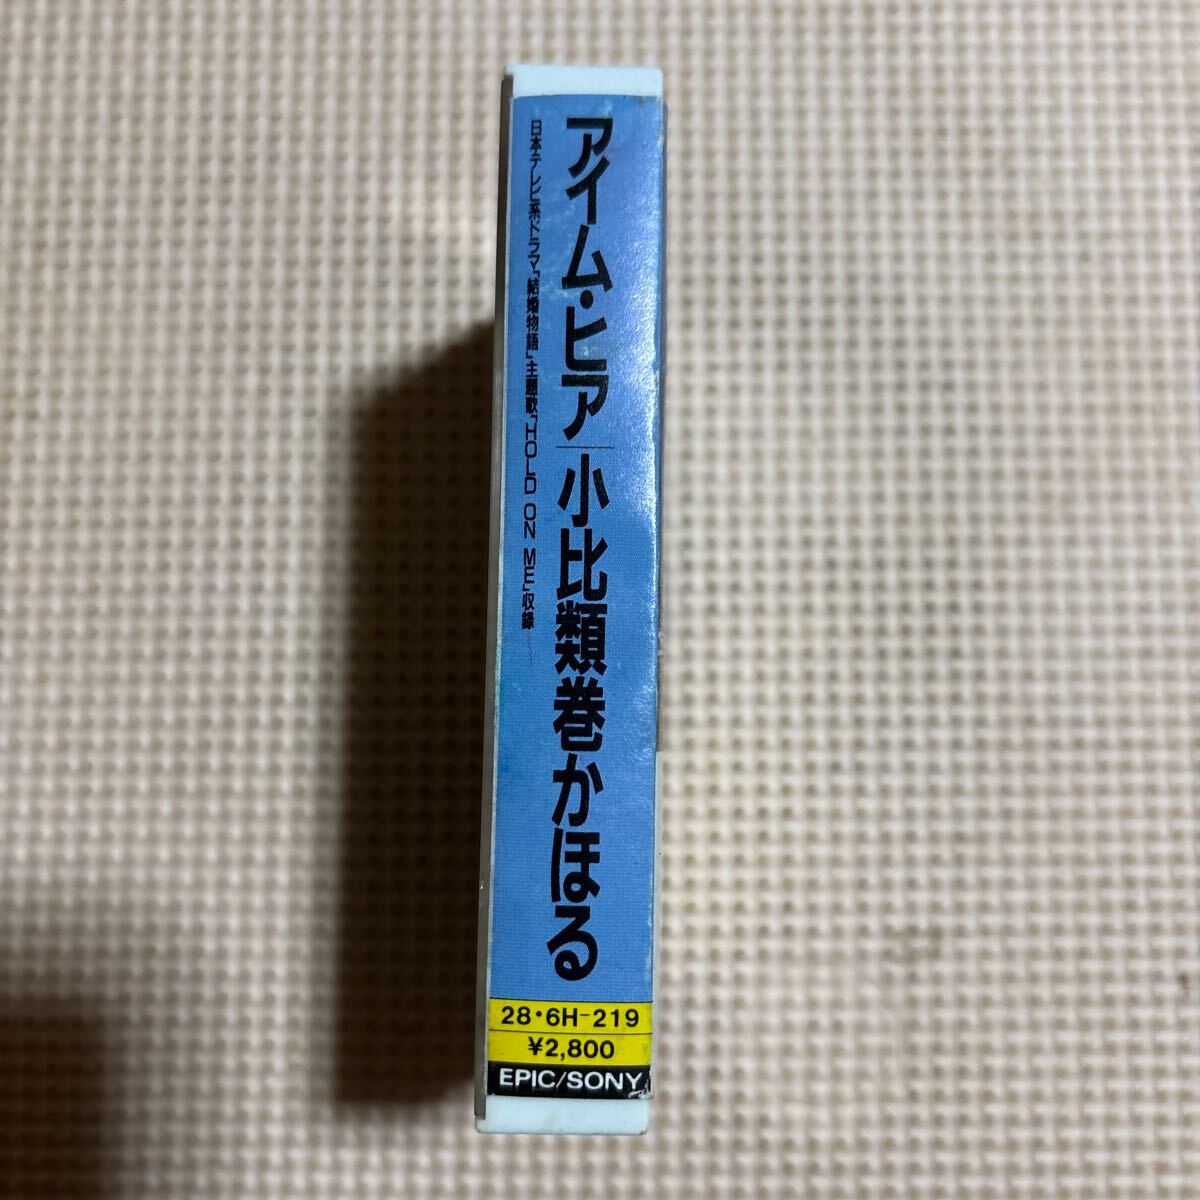 アイム・ヒア｜小比類巻かほる
日本テレビ系ドラマ「結婚物語」主題歌「HOLD ON ME」収録
28・6H-219
¥2,800
EPIC/SONY